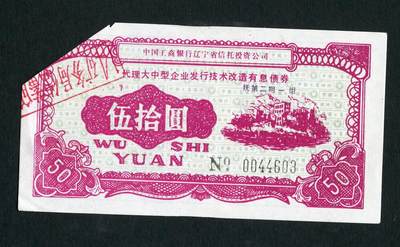 中国工商银行辽宁省信托投资公司
代理大中型企业发行技术改造有息债券
伍拾圆
WU SHI
YUAN
№ 0044603
50
50